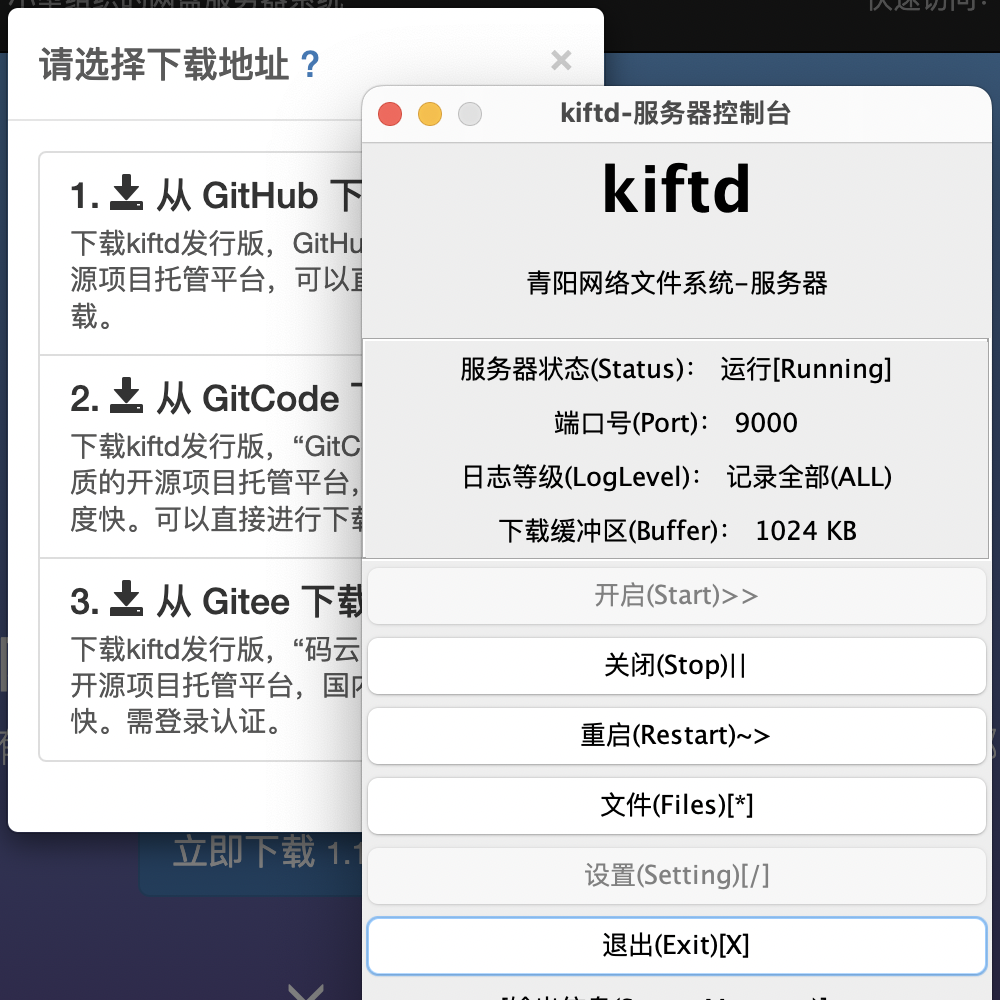 快速访问：
请选择下载地址 ?
×
1. 从 GitHub 下
下载kiftd发行版，GitHu
源项目托管平台，可以直
载。
2. 从 GitCode 下
下载kiftd发行版，“GitC
质的开源项目托管平台，
度快。可以直接进行下载
3. 从 Gitee 下载
下载kiftd发行版，“码云
开源项目托管平台，国内
快。需登录认证。
立即下载 1.1
kiftd-服务器控制台
kiftd
青阳网络文件系统-服务器
服务器状态(Status)： 运行[Running]
端口号(Port)： 9000
日志等级(LogLevel)： 记录全部(ALL)
下载缓冲区(Buffer)： 1024 KB
开启(Start)>>
关闭(Stop)||
重启(Restart)~>
文件(Files)[*]
设置(Setting)[/]
退出(Exit)[X]